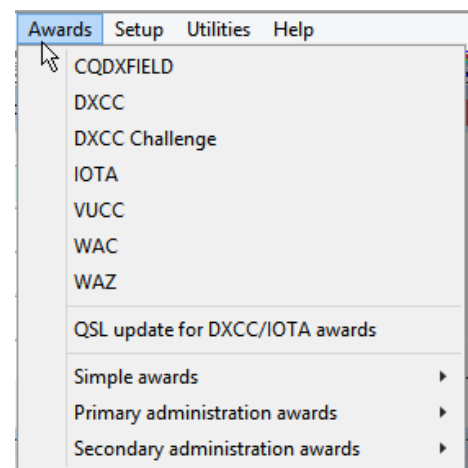 Awards Setup Utilities Help
CQDXFIELD
DXCC
DXCC Challenge
IOTA
VUCC
WAC
WAZ
QSL update for DXCC/IOTA awards
Simple awards
Primary administration awards
Secondary administration awards